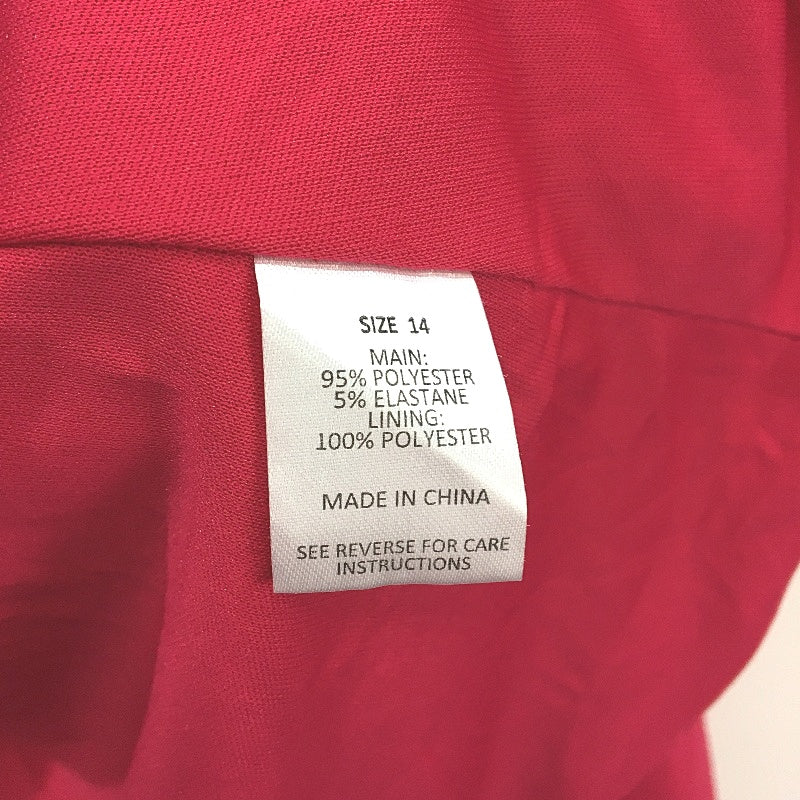 SIZE 14
MAIN:
95% POLYESTER
5% ELASTANE
LINING:
100% POLYESTER
MADE IN CHINA
SEE REVERSE FOR CARE
INSTRUCTIONS